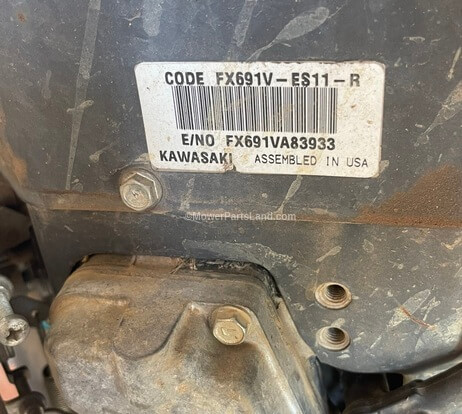 CODE FX691V-ES11-R
E/NO FX691VA83933
KAWASAKI ASSEMBLED IN USA
©MowerPartsLand.com